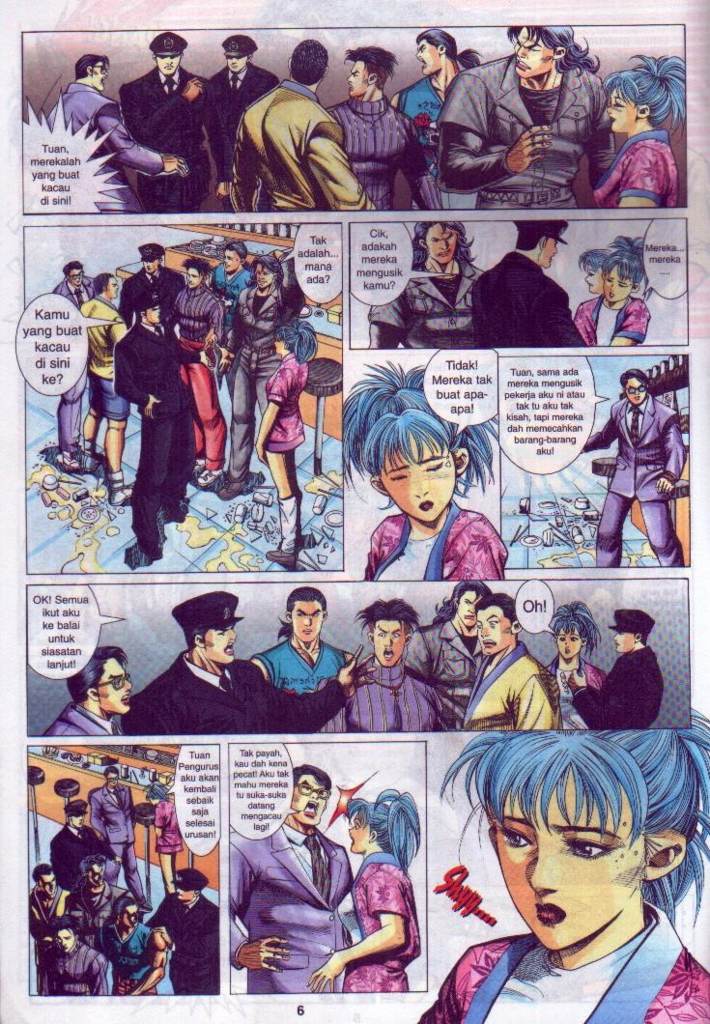 Tuan,
merekalah
yang buat
kacau
di sini!
Kamu
yang buat
kacau
di sini
ke?
Tak
ada...
mana
ada?
Cik,
adakah
mereka
mengusik
kamu?
Mereka...
mereka
Tidak!
Mereka tak
buat apa-
apa!
Tuan, sama ada
mereka mengusik
pekerja aku ni atau
tak tu aku tak
kisah,
tapi mereka
dah
memecahkan
barang-barang
aku!
OK! Semua
ikut aku
ke balai
untuk
siasatan
lanjut!
Oh!
Tuan
Pengurus
aku akan
kembali
sebaik
saja
selesai
urusan!
Tak payah,
kau dah kena
pecat! Aku tak
mahu mereka
tu suka-suka
datang
mengacau
lagi!
6